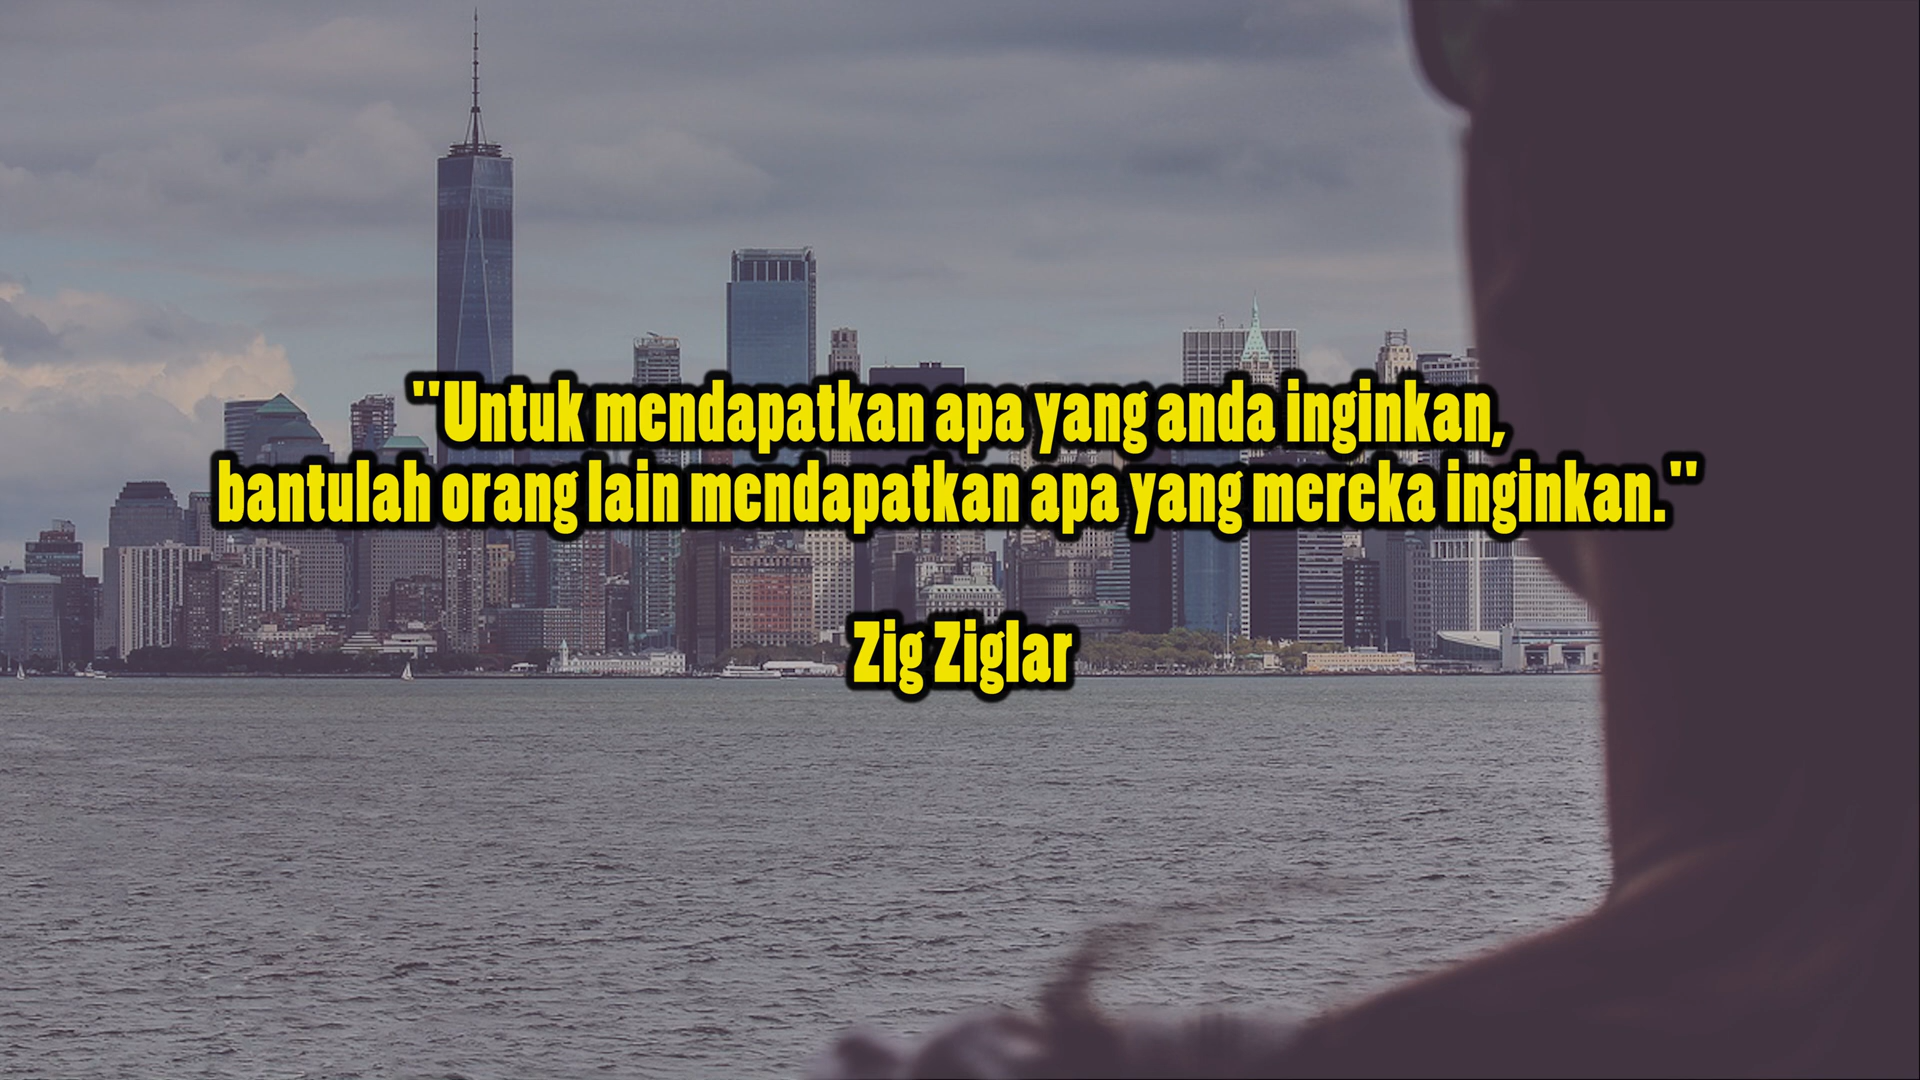 "Untuk mendapatkan apa yang anda inginkan,
bantulah orang lain mendapatkan apa yang mereka inginkan."
Zig Ziglar